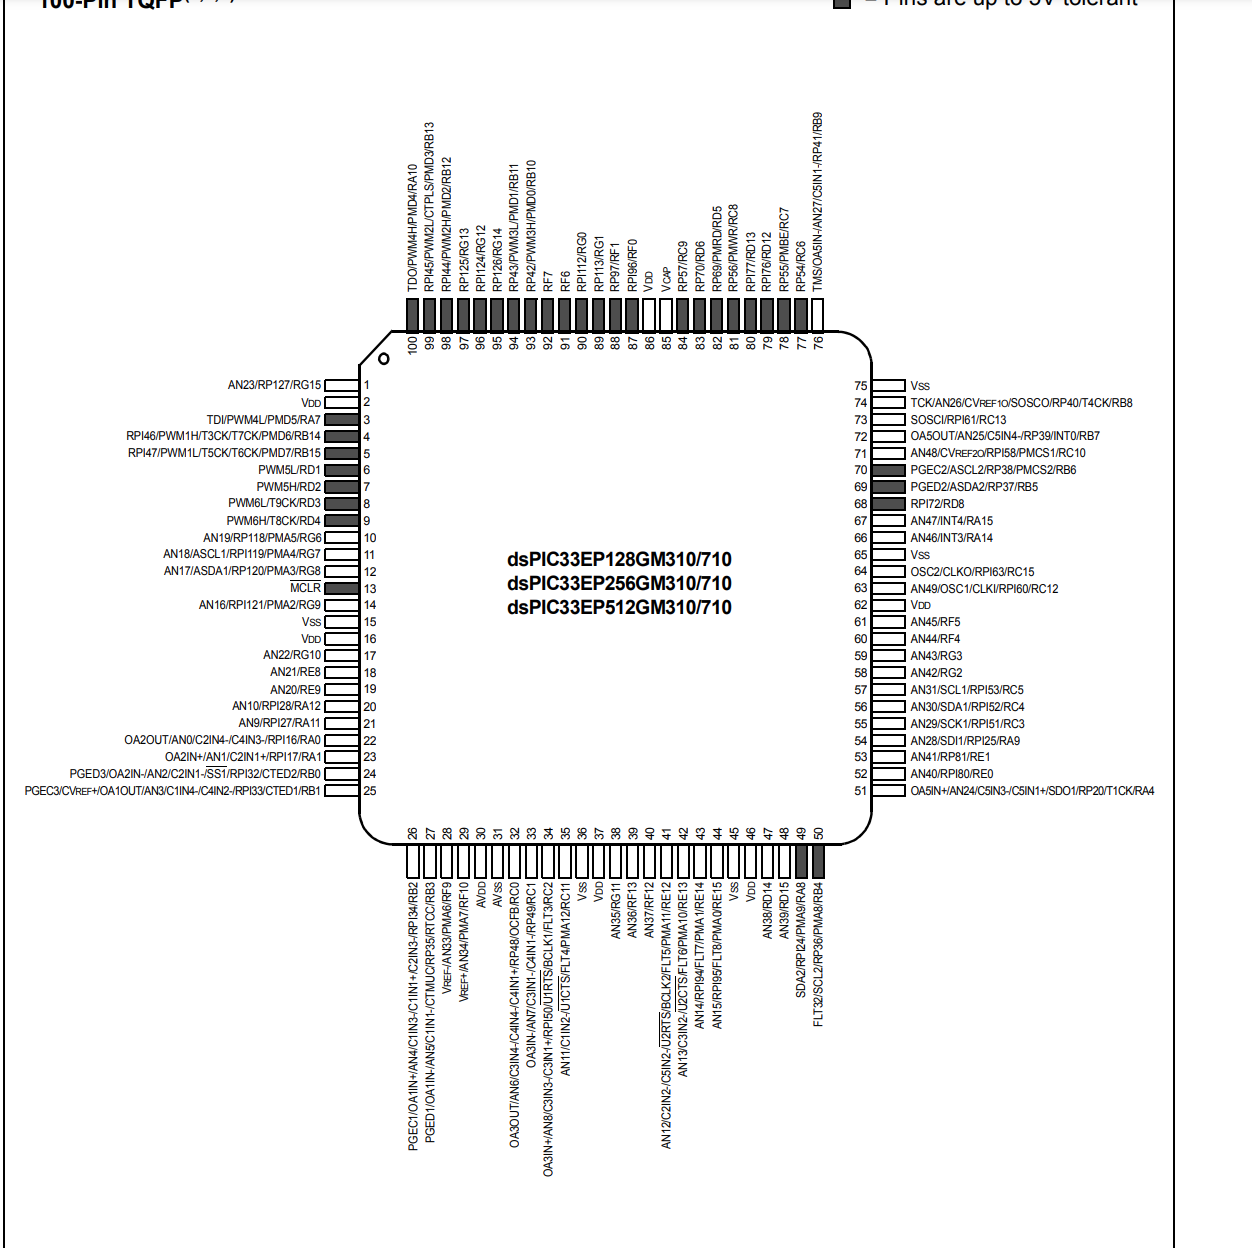 100-Pin TQFP
= Pins are up to 5V tolerant
TDO/PWM4H/PMD4/RA10
RPI45/PWM2L/CTPLS/PMD3/RB13
RPI44/PWM2H/PMD2/RB12
RP125/RG13
RPI124/RG12
RP126/RG14
RP43/PWM3L/PMD1/RB11
RP42/PWM3H/PMD0/RB10
RF7
RF6
RPI112/RG0
RP113/RG1
RP97/RF1
RPI96/RF0
VDD
VCAP
RP57/RC9
RP70/RD6
RP69/PMRD/RD5
RP56/PMWR/RC8
RPI77/RD13
RPI76/RD12
RP55/PMBE/RC7
RP54/RC6
TMS/OA5IN-/AN27/C5IN1-/RP41/RB9
100 99 98 97 96 95 94 93 92 91 90 89 88 87 86 85 84 83 82 81 80 79 78 77 76
AN23/RP127/RG15 1
VDD 2
TDI/PWM4L/PMD5/RA7 3
RPI46/PWM1H/T3CK/T7CK/PMD6/RB14 4
RPI47/PWM1L/T5CK/T6CK/PMD7/RB15 5
PWM5L/RD1 6
PWM5H/RD2 7
PWM6L/T9CK/RD3 8
PWM6H/T8CK/RD4 9
AN19/RP118/PMA5/RG6 10
AN18/ASCL1/RPI119/PMA4/RG7 11
AN17/ASDA1/RP120/PMA3/RG8 12
MCLR 13
AN16/RPI121/PMA2/RG9 14
VSS 15
VDD 16
AN22/RG10 17
AN21/RE8 18
AN20/RE9 19
AN10/RPI28/RA12 20
AN9/RPI27/RA11 21
OA2OUT/AN0/C2IN4-/C4IN3-/RPI16/RA0 22
OA2IN+/AN1/C2IN1+/RPI17/RA1 23
PGED3/OA2IN-/AN2/C2IN1-/SS1/RPI32/CTED2/RB0 24
PGEC3/CVREF+/OA1OUT/AN3/C1IN4-/C4IN2-/RPI33/CTED1/RB1 25
dsPIC33EP128GM310/710
dsPIC33EP256GM310/710
dsPIC33EP512GM310/710
75 VSS
74 TCK/AN26/CVREF1O/SOSCO/RP40/T4CK/RB8
73 SOSCI/RPI61/RC13
72 OA5OUT/AN25/C5IN4-/RP39/INT0/RB7
71 AN48/CVREF2O/RPI58/PMCS1/RC10
70 PGEC2/ASCL2/RP38/PMCS2/RB6
69 PGED2/ASDA2/RP37/RB5
68 RPI72/RD8
67 AN47/INT4/RA15
66 AN46/INT3/RA14
65 VSS
64 OSC2/CLKO/RPI63/RC15
63 AN49/OSC1/CLKI/RPI60/RC12
62 VDD
61 AN45/RF5
60 AN44/RF4
59 AN43/RG3
58 AN42/RG2
57 AN31/SCL1/RPI53/RC5
56 AN30/SDA1/RPI52/RC4
55 AN29/SCK1/RPI51/RC3
54 AN28/SDI1/RPI25/RA9
53 AN41/RP81/RE1
52 AN40/RPI80/RE0
51 OA5IN+/AN24/C5IN3-/C5IN1+/SDO1/RP20/T1CK/RA4
26 27 28 29 30 31 32 33 34 35 36 37 38 39 40 41 42 43 44 45 46 47 48 49 50
PGEC1/OA1IN+/AN4/C1IN3-/C1IN1+/C2IN3-/RPI34/RB2
PGED1/OA1IN-/AN5/C1IN1-/CTMUC/RP35/RTCC/RB3
VREF-/AN33/PMA6/RF9
VREF+/AN34/PMA7/RF10
AVDD
AVSS
OA3OUT/AN6/C3IN4-/C4IN4-/C4IN1+/RP48/OCFB/RC0
OA3IN-/AN7/C3IN1-/C4IN1-/RP49/RC1
OA3IN+/AN8/C3IN3-/C3IN1+/RPI50/U1RTS/BCLK1/FLT3/RC2
AN11/C1IN2-/U1CTS/FLT4/PMA12/RC11
VSS
VDD
AN35/RG11
AN36/RF13
AN37/RF12
AN12/C2IN2-/C5IN2-/U2RTS/BCLK2/FLT5/PMA11/RE12
AN13/C3IN2-/U2CTS/FLT6/PMA10/RE13
AN14/RPI94/FLT7/PMA1/RE14
AN15/RPI95/FLT8/PMA0/RE15
VSS
VDD
AN38/RD14
AN39/RD15
SDA2/RPI24/PMA9/RA8
FLT32/SCL2/RP36/PMA8/RB4